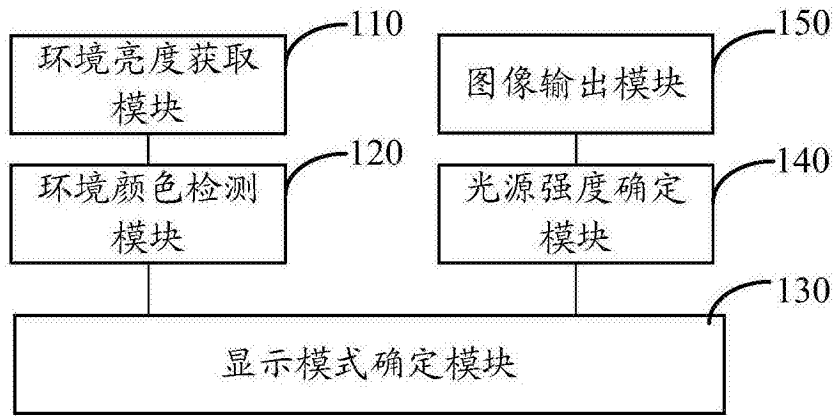 环境亮度获取
模块
110
图像输出模块
150
环境颜色检测
模块
120
光源强度确定
模块
140
显示模式确定模块
130